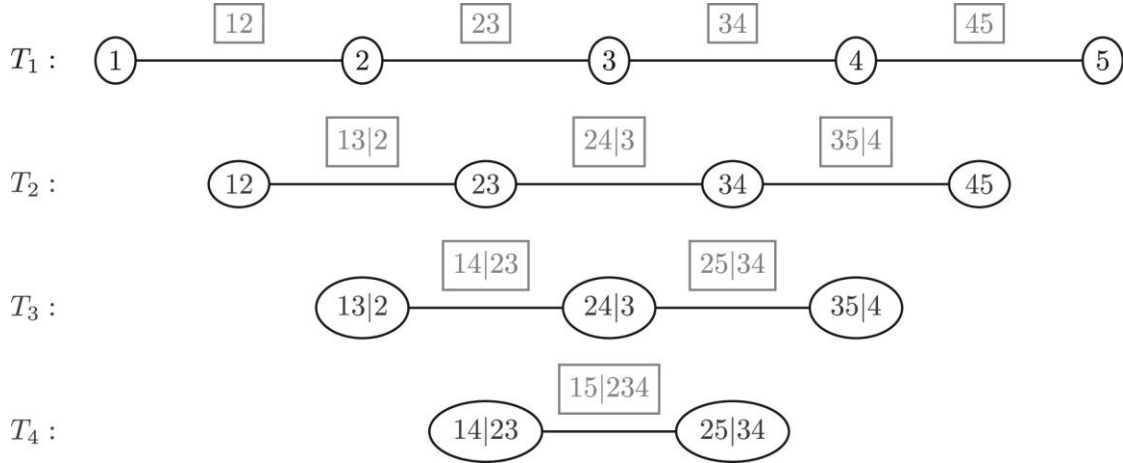 12 23 34 45
T₁ : 1 2 3 4 5
13|2 24|3 35|4
T₂ : 12 23 34 45
14|23 25|34
T₃ : 13|2 24|3 35|4
15|234
T₄ : 14|23 25|34